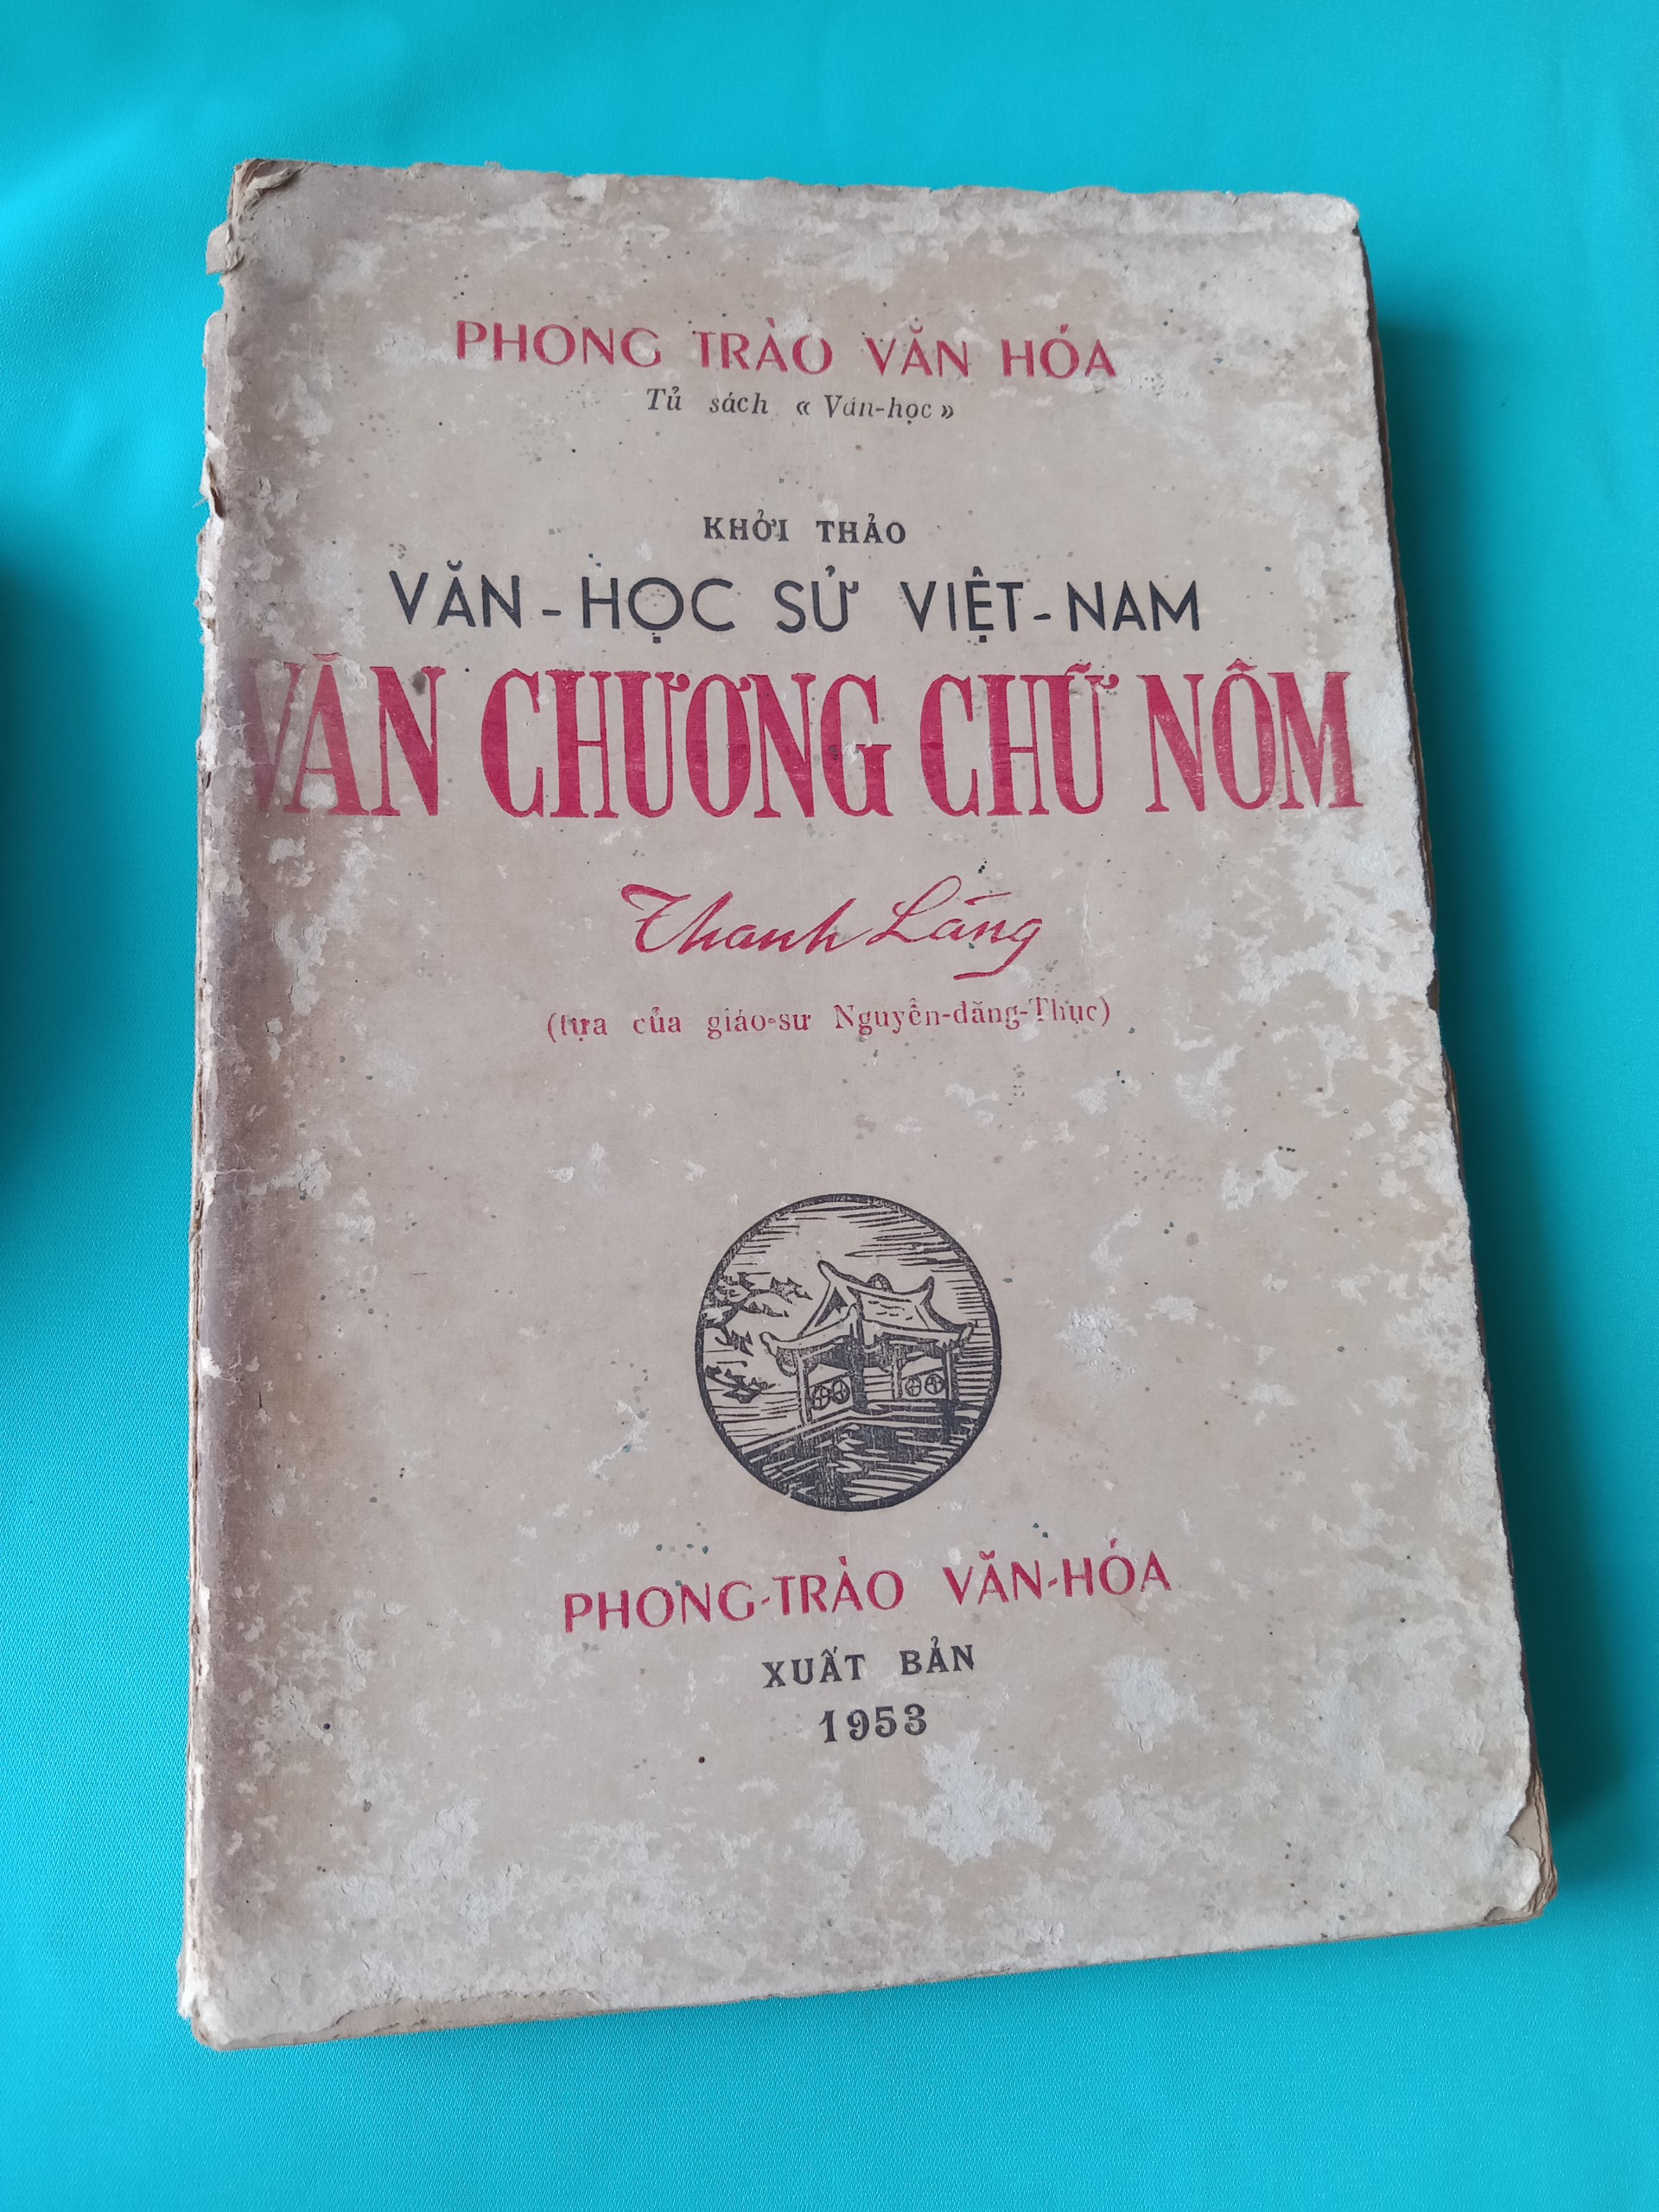 PHONG TRÀO VĂN HÓA
Tủ sách « Văn-học »
KHỞI THẢO
VĂN-HỌC SỬ VIỆT-NAM
VĂN CHƯƠNG CHỮ NÔM
Thanh Lãng
(tựa của giáo-sư Nguyễn-đăng-Thục)
PHONG-TRÀO VĂN-HÓA
XUẤT BẢN
1953